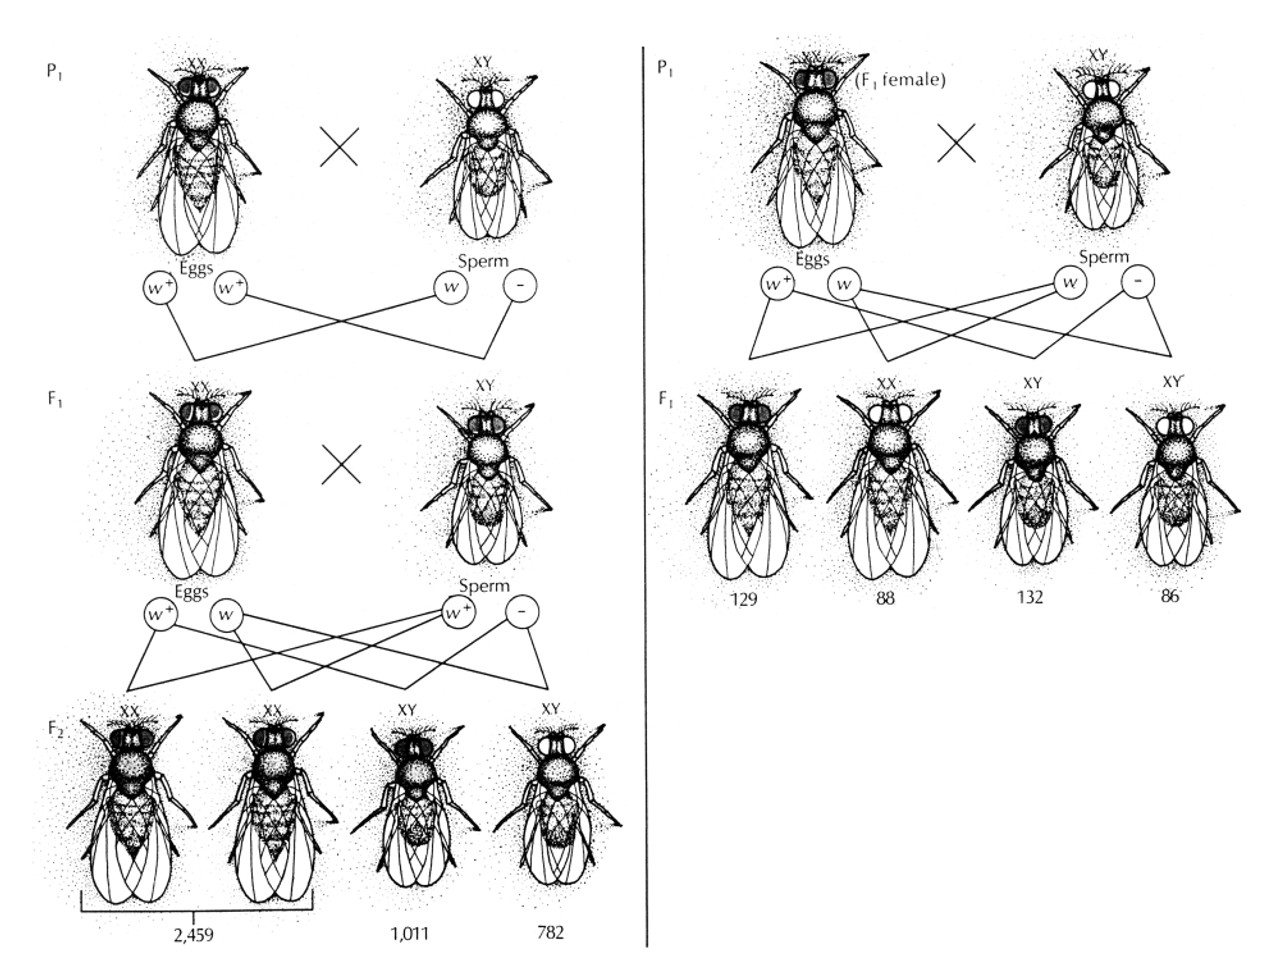 P1
XX
XY
Eggs
Sperm
w+ w+ w -
F1
XX
XY
Eggs
Sperm
w+ w w+ -
F2
XX XX XY XY
2,459
1,011
782
P1
XX
(F1 female)
XY
Eggs
Sperm
w+ w w -
F1
XX XY XY
129
88
132
86